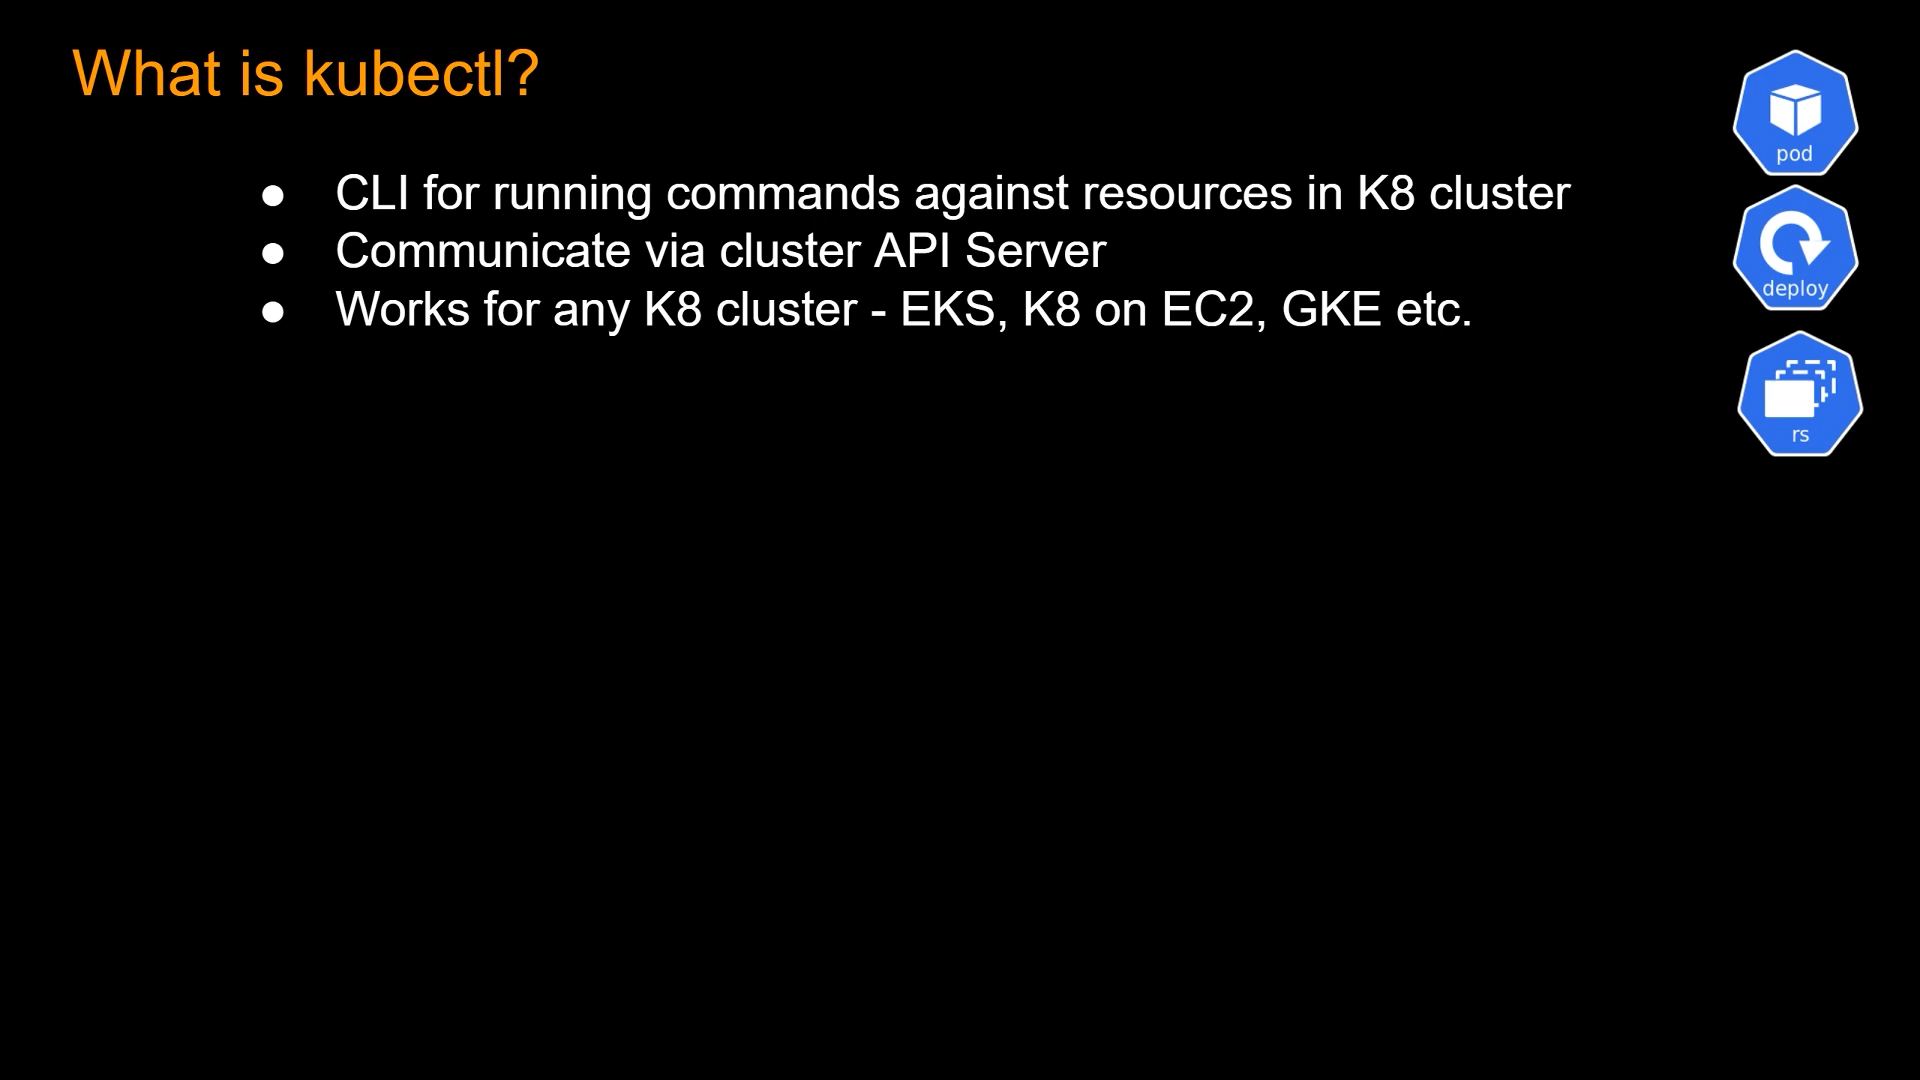 What is kubectl?
● CLI for running commands against resources in K8 cluster
● Communicate via cluster API Server
● Works for any K8 cluster - EKS, K8 on EC2, GKE etc.
pod
deploy
rs